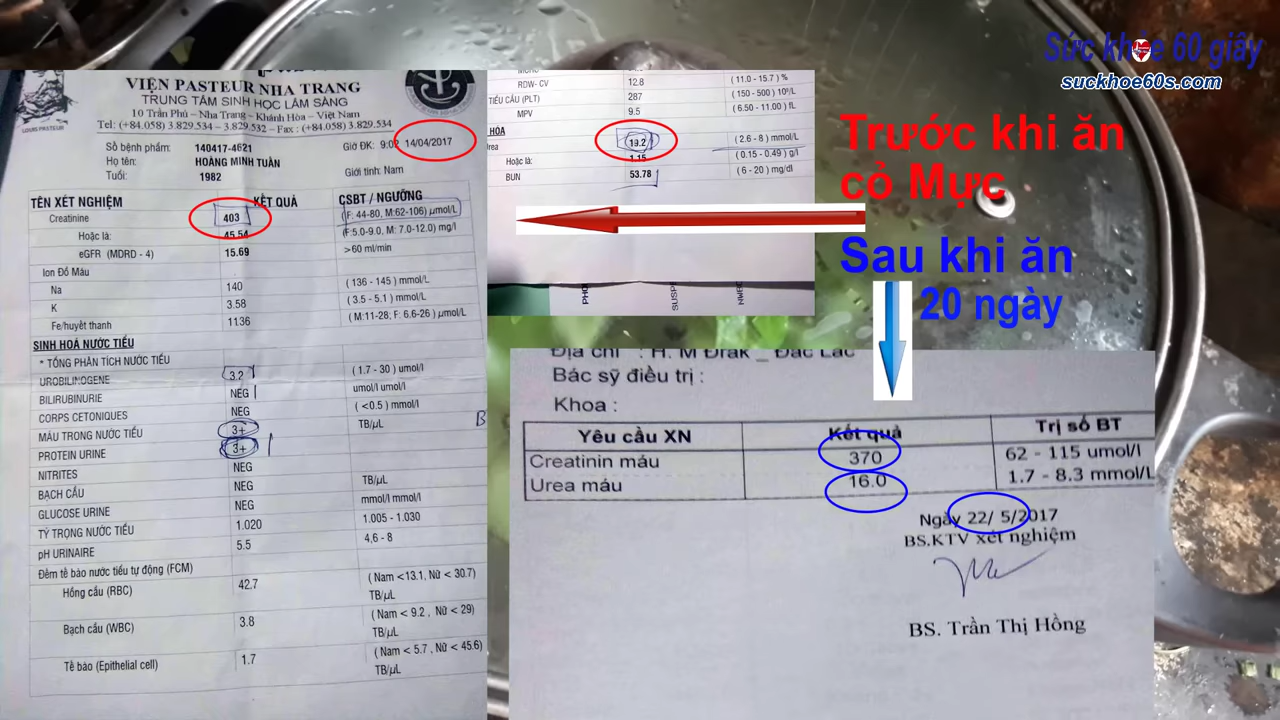 Sức khỏe 60 giây
suckhoe60s.com
VIỆN PASTEUR NHA TRANG
TRUNG TÂM SINH HỌC LÂM SÀNG
10 Trần Phú – Nha Trang – Khánh Hòa – Việt Nam
Tel: (+84.058) 3.829.534 – 3.829.532 – Fax : (+84.058) 3.829.534
LOUIS PASTEUR
Số bệnh phẩm: 140417-4621 Giờ ĐK: 9:02 14/04/2017
Họ tên: HOÀNG MINH TUÂN
Tuổi: 1982 Giới tính: Nam
TÊN XÉT NGHIỆM KẾT QUẢ CSBT / NGƯỠNG
Creatinine 403 (F: 44-80, M:62-106) µmol/L
Hoặc là: 45.54 (F:5.0-9.0, M: 7.0-12.0) mg/l
eGFR (MDRD - 4) 15.69 >60 ml/min
Ion Đồ Máu
Na 140 ( 136 - 145 ) mmol/L
K 3.58 ( 3.5 - 5.1 ) mmol/L
Fe/huyết thanh 1136 ( M:11-28; F: 6.6-26 ) µmol/L
SINH HOÁ NƯỚC TIỂU
* TỔNG PHÂN TÍCH NƯỚC TIỂU
UROBILINOGENE 3.2 ( 1.7 - 30 ) umol/l
BILIRUBINURIE NEG umol/l umol/l
CORPS CETONIQUES NEG ( <0.5 ) mmol/l
MÁU TRONG NƯỚC TIỂU 3+ TB/µL
PROTEIN URINE 3+
NITRITES NEG
BẠCH CẦU NEG TB/µL
GLUCOSE URINE NEG mmol/l mmol/l
TỶ TRỌNG NƯỚC TIỂU 1.020 1.005 - 1.030
pH URINAIRE 5.5 4,6 - 8
Đếm tế bào nước tiểu tự động (FCM)
Hồng cầu (RBC) 42.7 ( Nam <13.1, Nữ < 30.7)
TB/µL
Bạch cầu (WBC) 3.8 ( Nam < 9.2 , Nữ < 29)
TB/µL
Tế bào (Epithelial cell) 1.7 ( Nam < 5.7 , Nữ < 45.6)
TB/µL
RDW- CV 12.8 ( 11.0 - 15.7 ) %
TIỂU CẦU (PLT) 287 (150 - 500) 10⁹/L
MPV 9.5 ( 6.50 - 11.00 ) fL
HÓA
Urea 19.2 ( 2.6 - 8 ) mmol/L
Hoặc là: 1.15 ( 0.15 - 0.49 ) g/l
BUN 53.78 ( 6 - 20 ) mg/dl
Trước khi ăn
cỏ Mực
Sau khi ăn
20 ngày
Địa chỉ : H. M Đrăk _ Đắc Lắc
Bác sỹ điều trị :
Khoa :
Yêu cầu XN Kết quả Trị số BT
Creatinin máu 370 62 - 115 umol/l
Urea máu 16.0 1.7 - 8.3 mmol/L
Ngày 22/ 5/2017
BS.KTV xét nghiệm
BS. Trần Thị Hồng